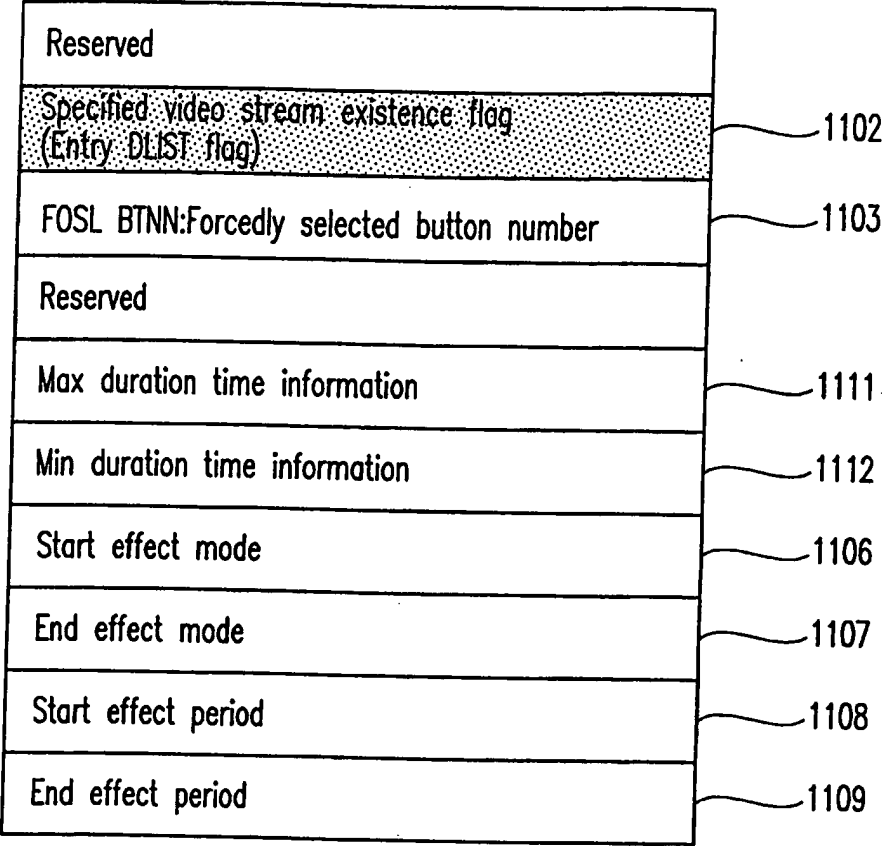 Reserved
Specified video stream existence flag
(Entry DLIST flag)
1102
FOSL BTNN:Forcedly selected button number
1103
Reserved
Max duration time information
1111
Min duration time information
1112
Start effect mode
1106
End effect mode
1107
Start effect period
1108
End effect period
1109